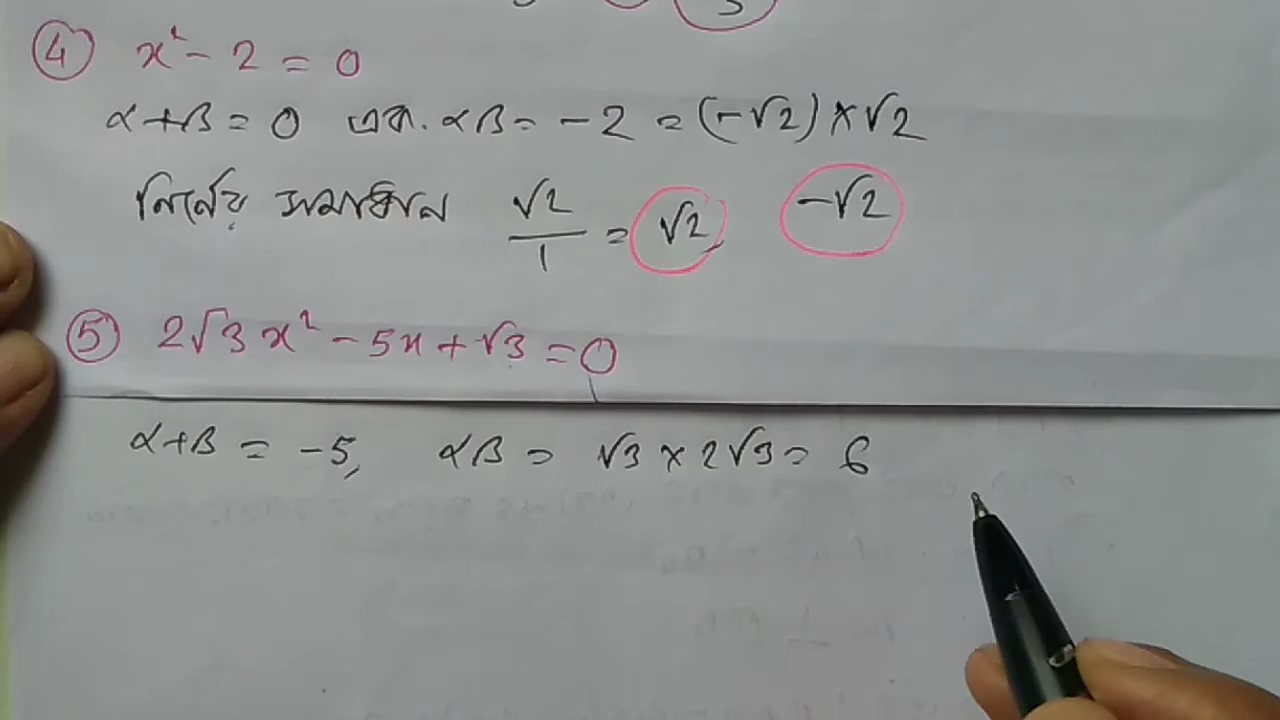 3
④ x² - 2 = 0
α+β = 0 এবং αβ = -2 = (-√2) × √2
নির্ণেয় সমাধান √2/1 = √2, -√2
⑤ 2√3x² - 5x + √3 = 0
α+β = -5, αβ = √3 × 2√3 = 6